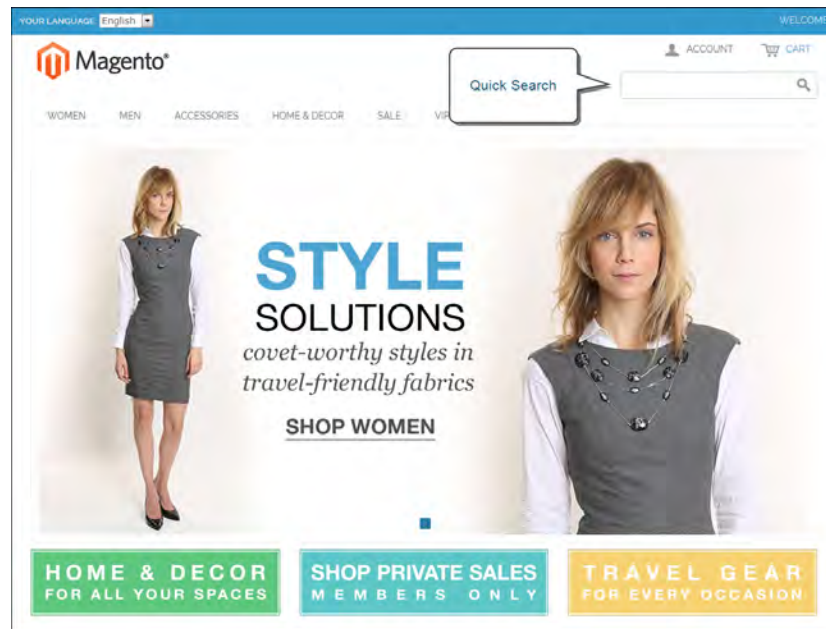 YOUR LANGUAGE: English
WELCOME
Magento®
ACCOUNT
CART
Quick Search
WOMEN MEN ACCESSORIES HOME & DECOR SALE VIP
STYLE
SOLUTIONS
covet-worthy styles in
travel-friendly fabrics
SHOP WOMEN
HOME & DECOR
FOR ALL YOUR SPACES
SHOP PRIVATE SALES
MEMBERS ONLY
TRAVEL GEAR
FOR EVERY OCCASION